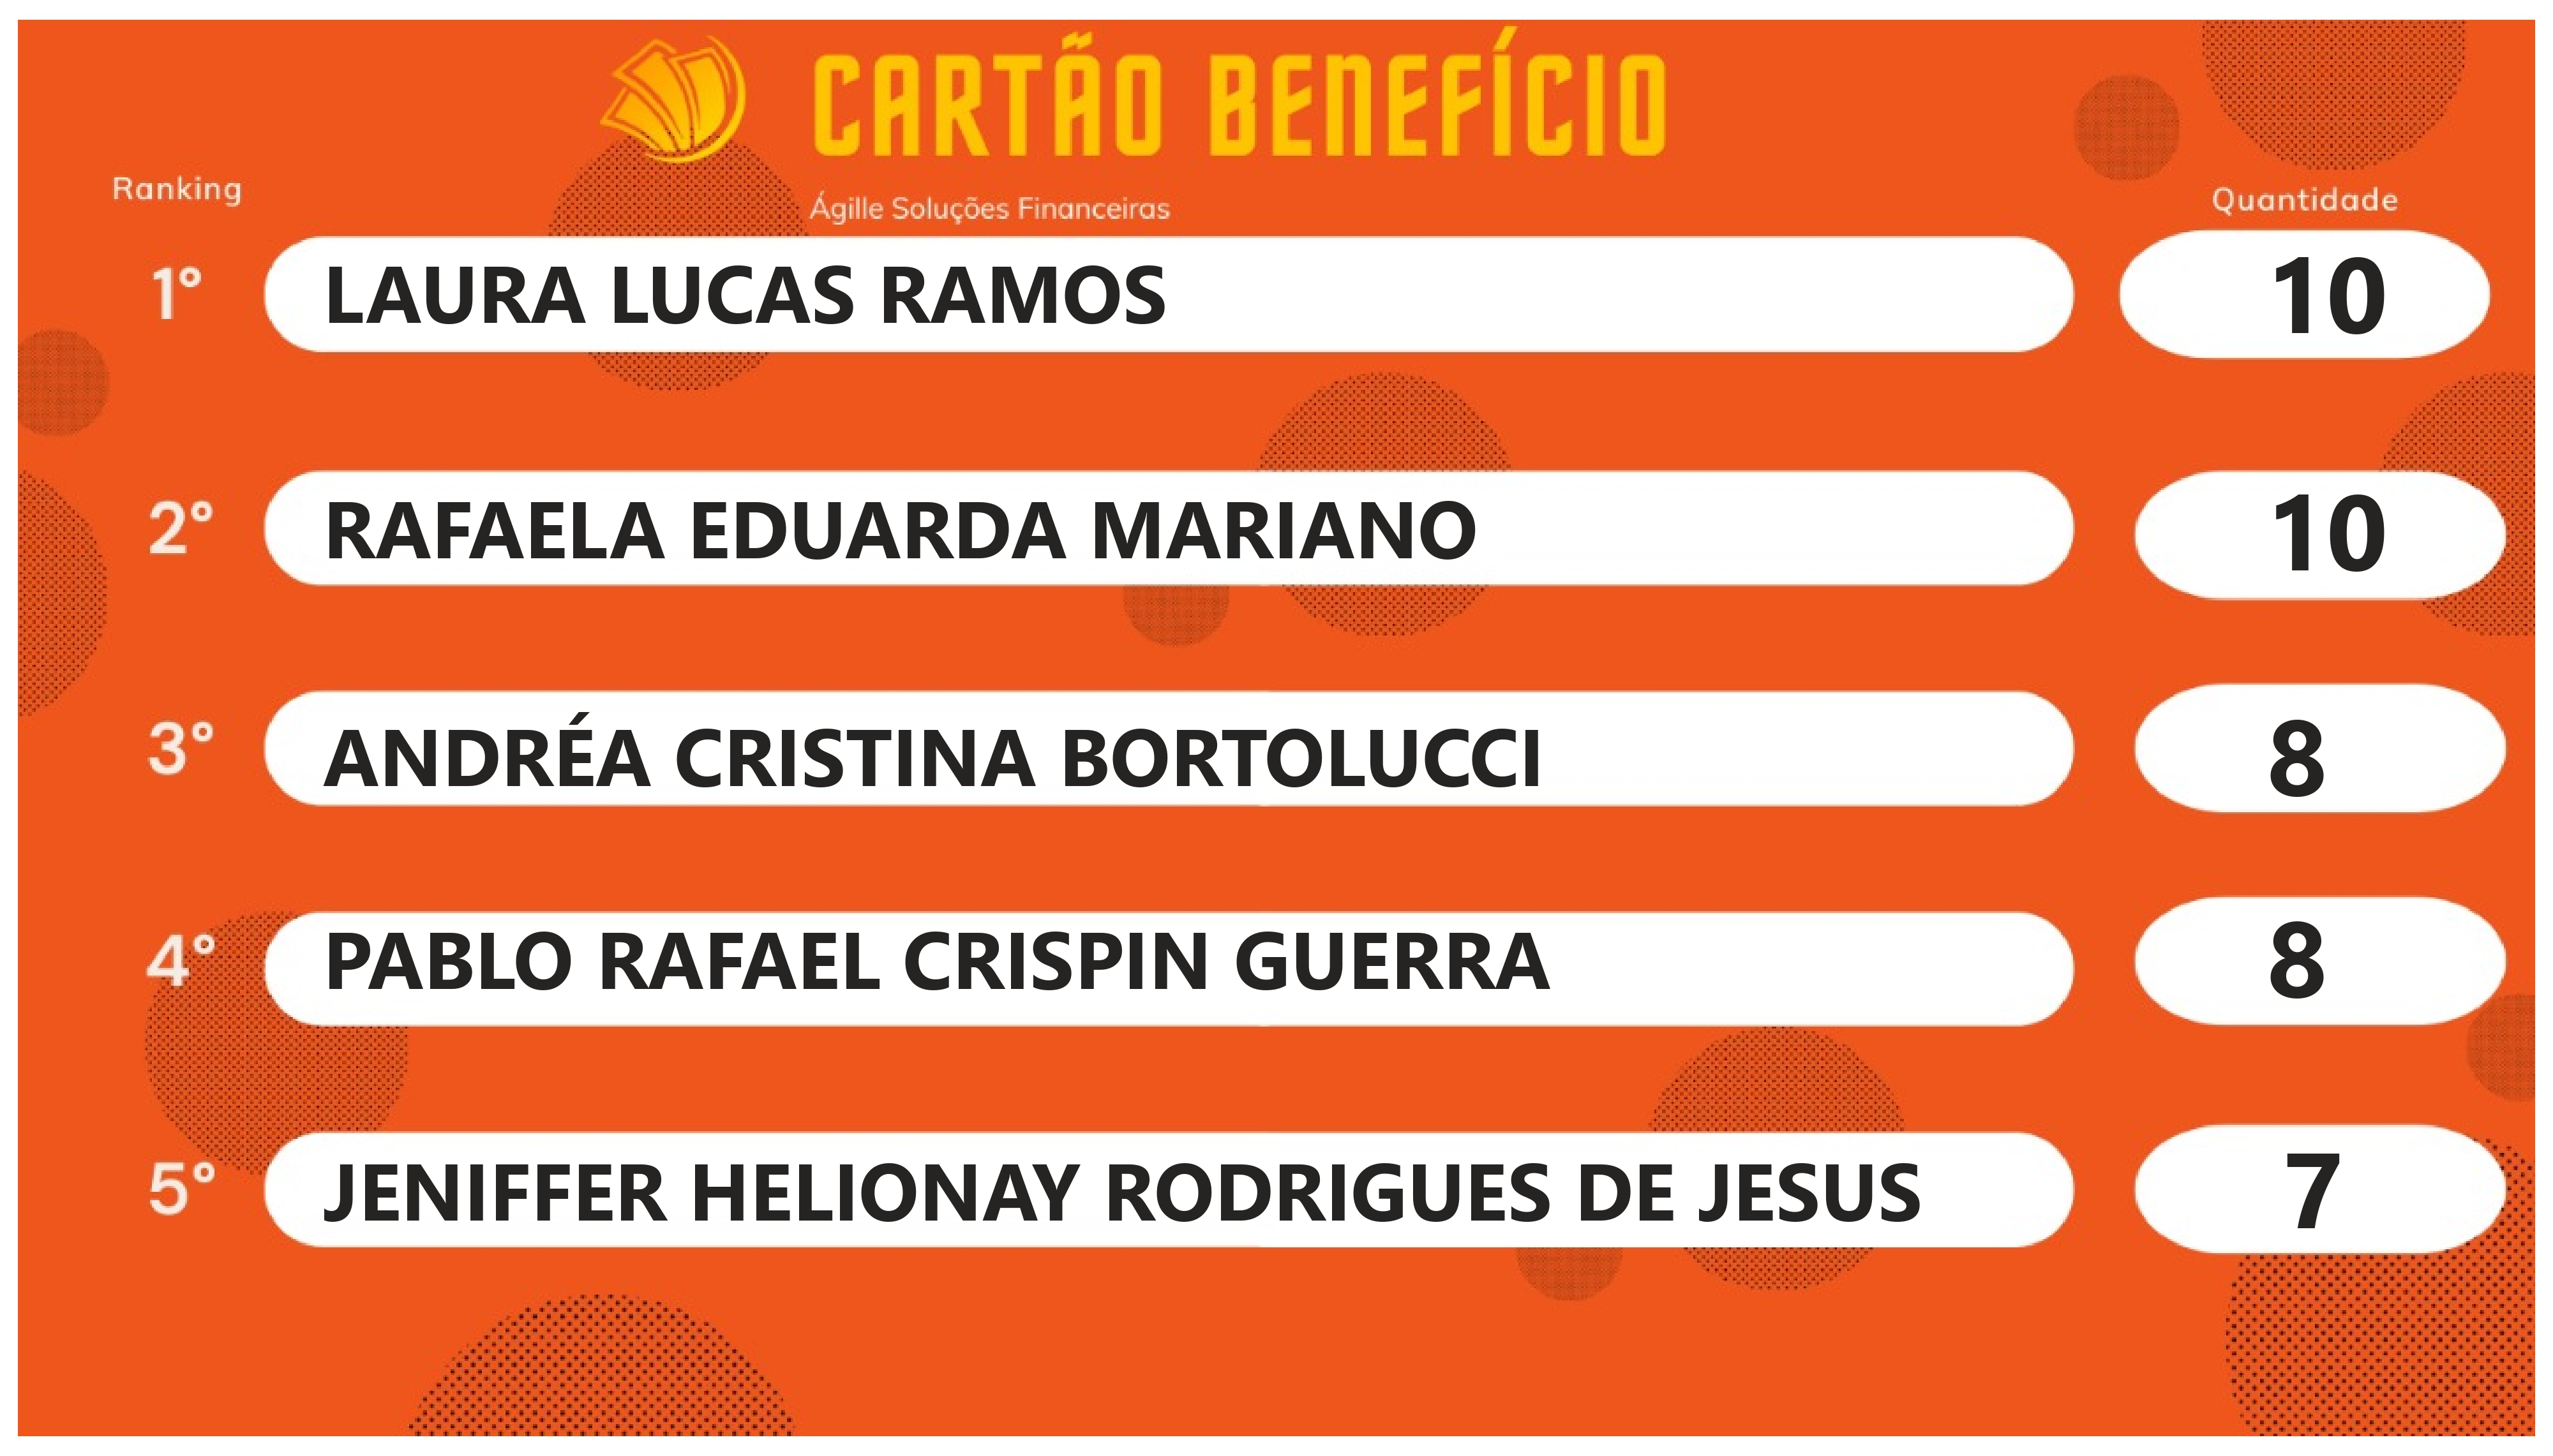 CARTÃO BENEFÍCIO
Ranking
Ágille Soluções Financeiras
Quantidade
1° LAURA LUCAS RAMOS 10
2° RAFAELA EDUARDA MARIANO 10
3° ANDRÉA CRISTINA BORTOLUCCI 8
4° PABLO RAFAEL CRISPIN GUERRA 8
5° JENIFFER HELIONAY RODRIGUES DE JESUS 7